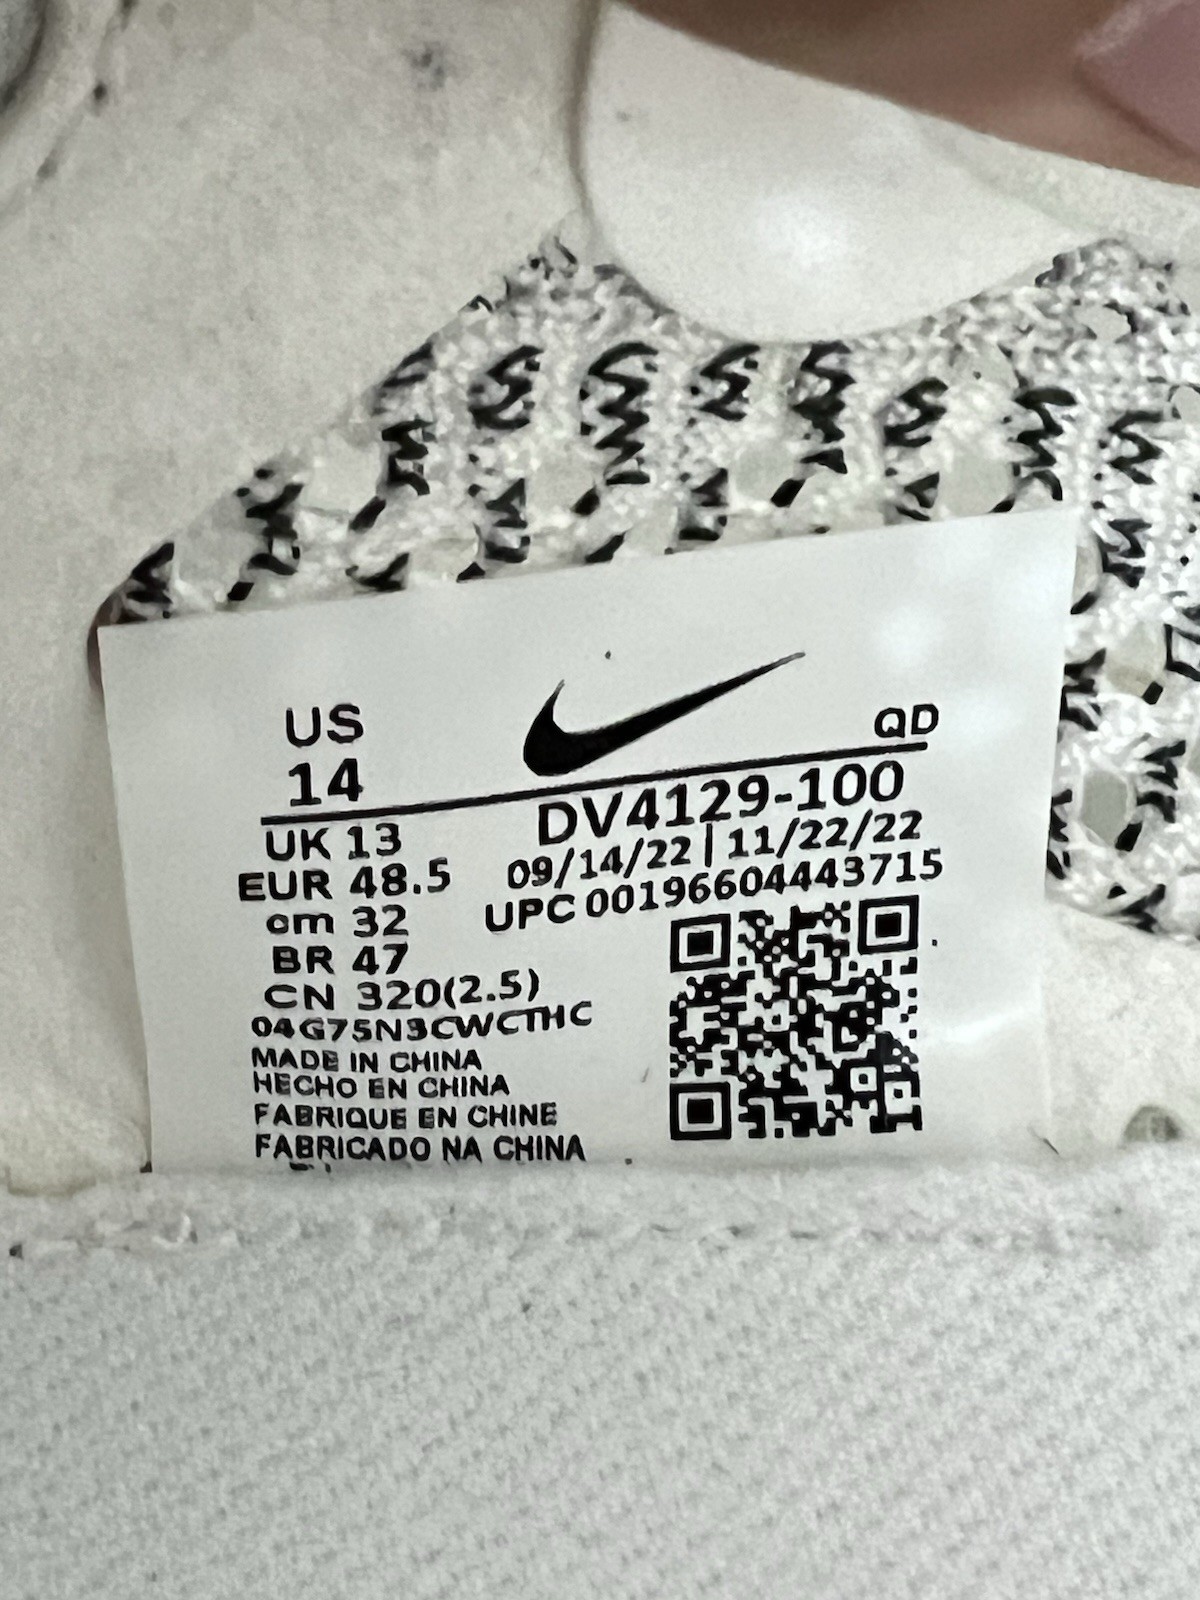 US
14
QD
UK 13
EUR 48.5
cm 32
BR 47
CN 320(2.5)
04G75N3CWCTHC
MADE IN CHINA
HECHO EN CHINA
FABRIQUE EN CHINE
FABRICADO NA CHINA
DV4129-100
09/14/22 | 11/22/22
UPC 00196604443715